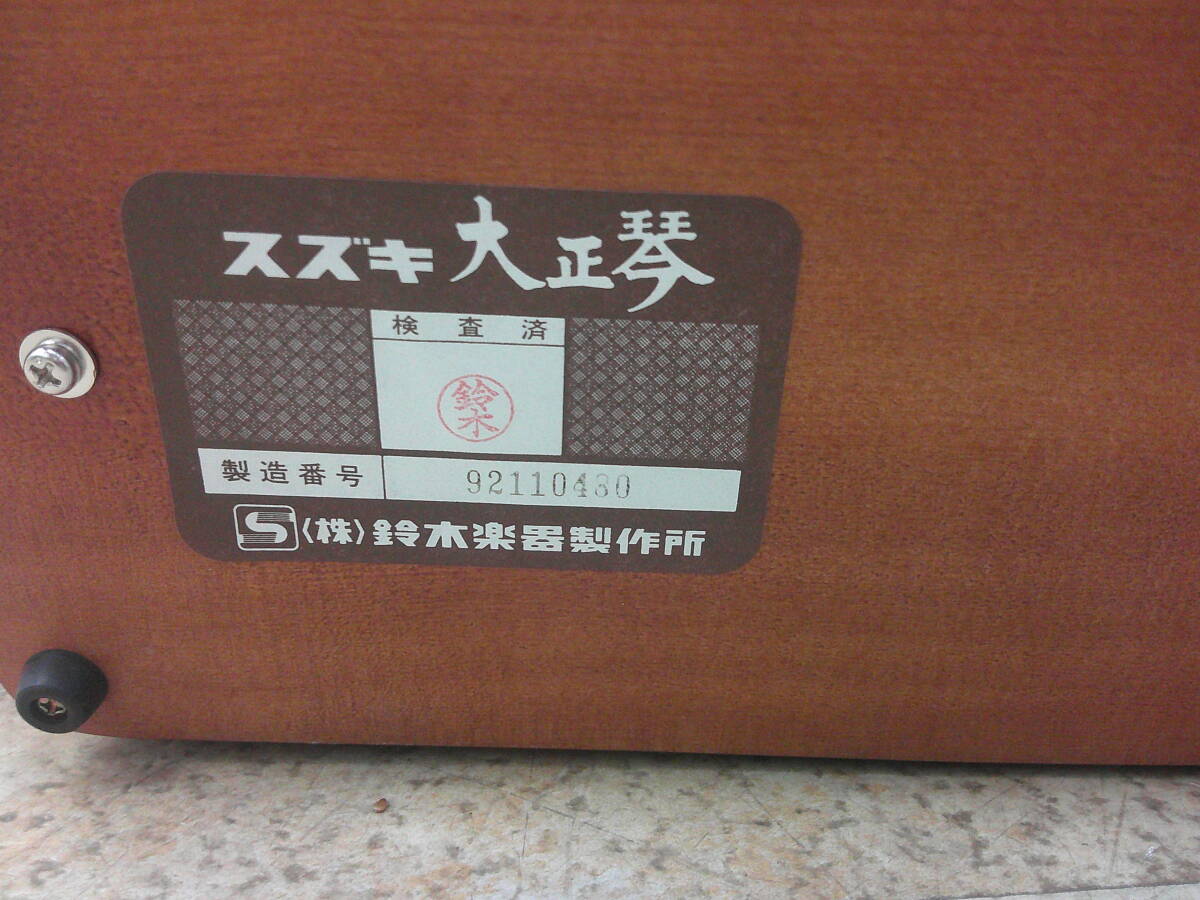 スズキ 大正琴
検査済
鈴木
製造番号 92110480
S 〈株〉鈴木楽器製作所